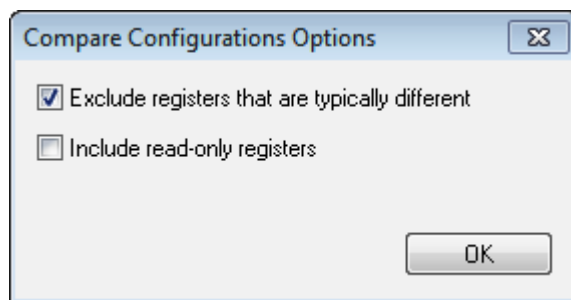 Compare Configurations Options
Exclude registers that are typically different
Include read-only registers
OK